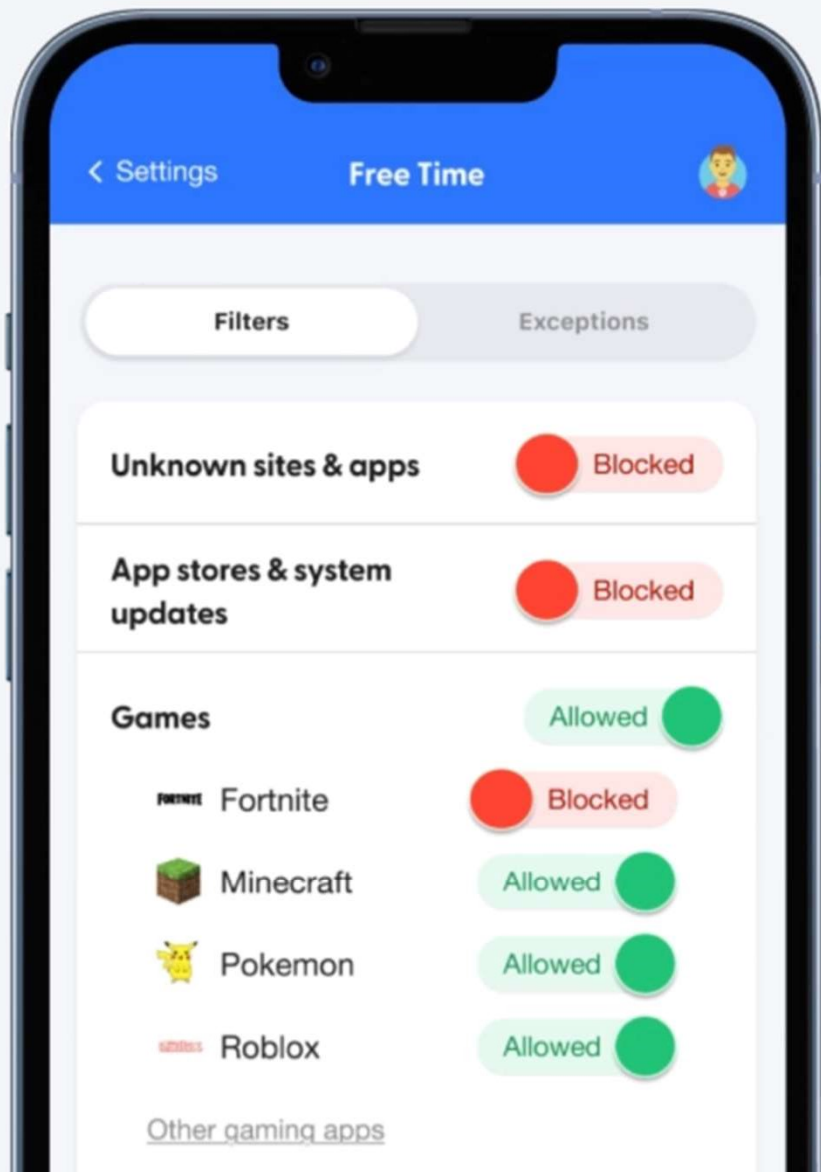 Settings
Free Time
Filters
Exceptions
Unknown sites & apps
Blocked
App stores & system
updates
Blocked
Games
Allowed
FORTNITE Fortnite
Blocked
Minecraft
Allowed
Pokemon
Allowed
Roblox
Allowed
Other gaming apps